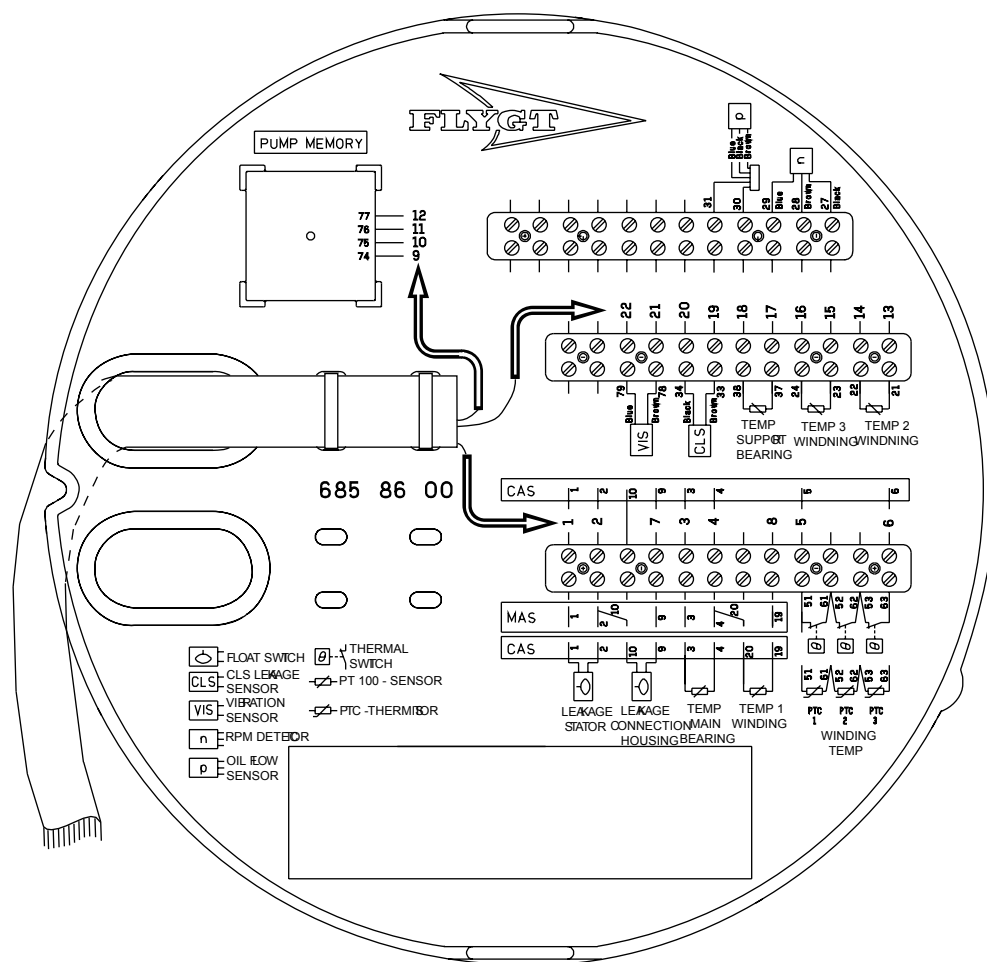 FLYGT
PUMP MEMORY
77 12
76 11
75 10
74 9
p
Blue
Black
Brown
n
31 30 29 28 27
Blue
Brown
Black
22 21 20 19 18 17 16 15 14 13
79 78 34 33 38 37 24 23 22 21
Blue
Brown
Black
Brown
VIS
CLS
TEMP
SUPPORT
BEARING
TEMP 3
WINDNING
TEMP 2
WINDNING
685 86 00
CAS 1 2 10 9 3 4 5 6
1 2 7 3 4 8 5 6
51 61 52 62 53 63
MAS 1 2 10 9 3 4 20 19
θ θ θ
CAS 1 2 10 9 3 4 20 19
51 61 52 62 53 63
PTC 1
PTC 2
PTC 3
LEAKAGE
STATOR
LEAKAGE
CONNECTION
HOUSING
TEMP
MAIN
BEARING
TEMP 1
WINDING
WINDING
TEMP
FLOAT SWITCH
CLS CLS LEAKAGE
SENSOR
VIS VIBRATION
SENSOR
n RPM DETECTOR
p OIL FLOW
SENSOR
θ THERMAL
SWITCH
PT 100 - SENSOR
PTC -THERMISTOR